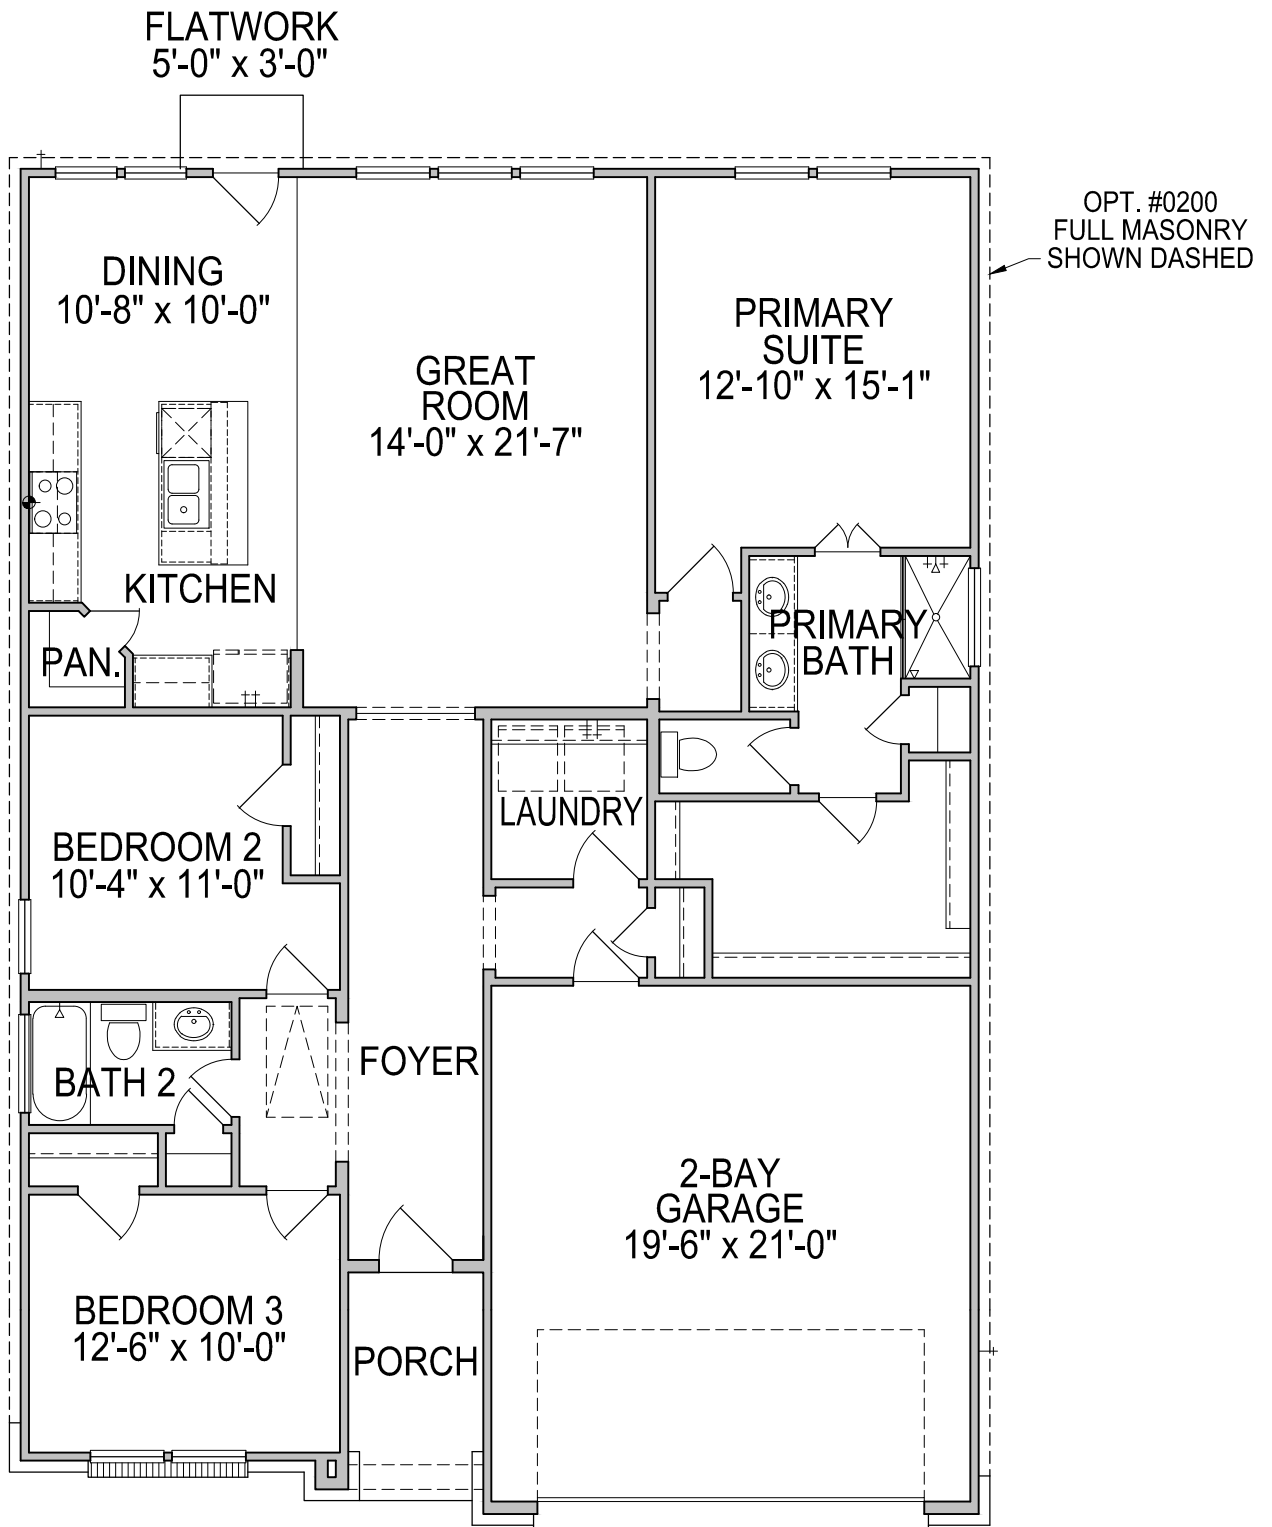 FLATWORK
5'-0" x 3'-0"
OPT. #0200
FULL MASONRY
SHOWN DASHED
DINING
10'-8" x 10'-0"
GREAT
ROOM
14'-0" x 21'-7"
PRIMARY
SUITE
12'-10" x 15'-1"
KITCHEN
PAN.
PRIMARY
BATH
LAUNDRY
BEDROOM 2
10'-4" x 11'-0"
FOYER
BATH 2
2-BAY
GARAGE
19'-6" x 21'-0"
BEDROOM 3
12'-6" x 10'-0"
PORCH